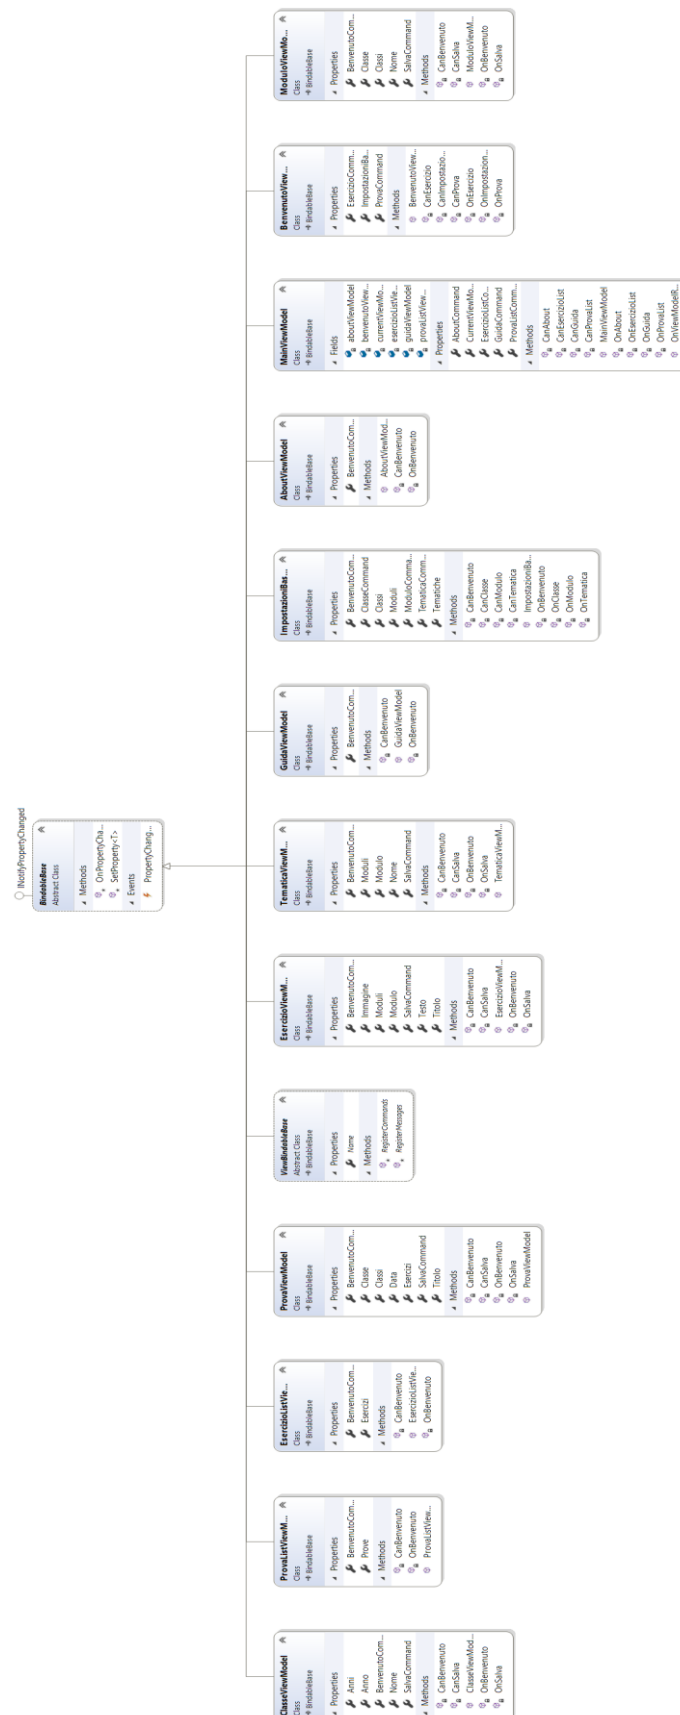 INotifyPropertyChanged
BindableBase
Abstract Class
Methods
OnPropertyCha...
SetProperty<T>
Events
PropertyChang...
ClasseViewModel
Class
BindableBase
Properties
Anni
Anno
BenvenutoCom...
Nome
SalvaCommand
Methods
CanBenvenuto
CanSalva
ClasseViewMod...
OnBenvenuto
OnSalva
ProvaListViewM...
Class
BindableBase
Properties
BenvenutoCom...
Prove
Methods
CanBenvenuto
OnBenvenuto
ProvaListView...
EsercizioListVie...
Class
BindableBase
Properties
BenvenutoCom...
Esercizi
Methods
CanBenvenuto
EsercizioListVie...
OnBenvenuto
ProvaViewModel
Class
BindableBase
Properties
BenvenutoCom...
Classe
Classi
Data
Esercizi
SalvaCommand
Titolo
Methods
CanBenvenuto
CanSalva
OnBenvenuto
OnSalva
ProvaViewModel
ViewBindableBase
Abstract Class
BindableBase
Properties
Name
Methods
RegisterCommands
RegisterMessages
EsercizioViewM...
Class
BindableBase
Properties
BenvenutoCom...
Immagine
Moduli
Modulo
SalvaCommand
Testo
Titolo
Methods
CanBenvenuto
CanSalva
EsercizioViewM...
OnBenvenuto
OnSalva
TematicaViewM...
Class
BindableBase
Properties
BenvenutoCom...
Moduli
Modulo
Nome
SalvaCommand
Methods
CanBenvenuto
CanSalva
OnBenvenuto
OnSalva
TematicaViewM...
GuidaViewModel
Class
BindableBase
Properties
BenvenutoCom...
Methods
CanBenvenuto
GuidaViewModel
OnBenvenuto
ImpostazioniBas...
Class
BindableBase
Properties
BenvenutoCom...
ClasseCommand
Classi
Moduli
ModuloComma...
TematicaComm...
Tematiche
Methods
CanBenvenuto
CanClasse
CanModulo
CanTematica
ImpostazioniBa...
OnBenvenuto
OnClasse
OnModulo
OnTematica
AboutViewModel
Class
BindableBase
Properties
BenvenutoCom...
Methods
AboutViewMod...
CanBenvenuto
OnBenvenuto
MainViewModel
Class
BindableBase
Fields
aboutViewModel
benvenutoView...
currentViewMo...
esercizioListVie...
guidaViewModel
provaListView...
Properties
AboutCommand
CurrentViewMo...
EsercizioListCo...
GuidaCommand
ProvaListComm...
Methods
CanAbout
CanEsercizioList
CanGuida
CanProvaList
MainViewModel
OnAbout
OnEsercizioList
OnGuida
OnProvaList
OnViewModelR...
BenvenutoView...
Class
BindableBase
Properties
EsercizioComm...
ImpostazioniBa...
ProvaCommand
Methods
BenvenutoView...
CanEsercizio
CanImpostazio...
CanProva
OnEsercizio
OnImpostazion...
OnProva
ModuloViewMo...
Class
BindableBase
Properties
BenvenutoCom...
Classe
Classi
Nome
SalvaCommand
Methods
CanBenvenuto
CanSalva
ModuloViewM...
OnBenvenuto
OnSalva